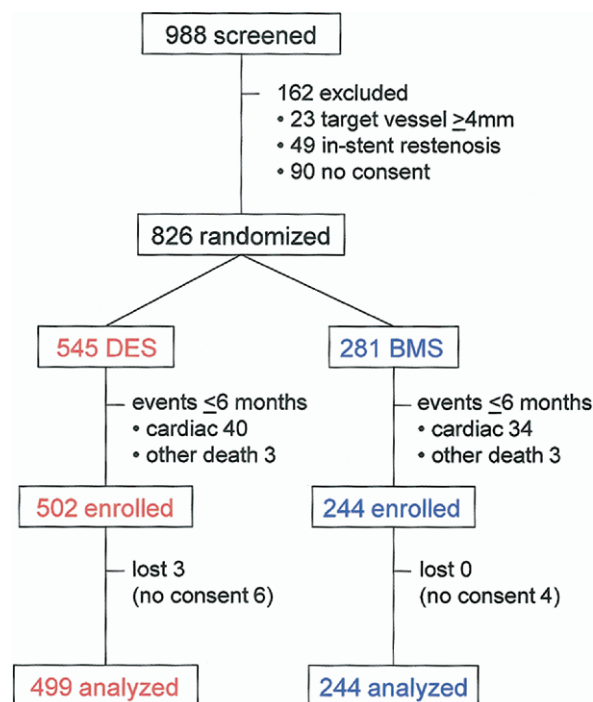 988 screened
162 excluded
• 23 target vessel ≥4mm
• 49 in-stent restenosis
• 90 no consent
826 randomized
545 DES
281 BMS
events ≤6 months
• cardiac 40
• other death 3
events ≤6 months
• cardiac 34
• other death 3
502 enrolled
244 enrolled
lost 3
(no consent 6)
lost 0
(no consent 4)
499 analyzed
244 analyzed